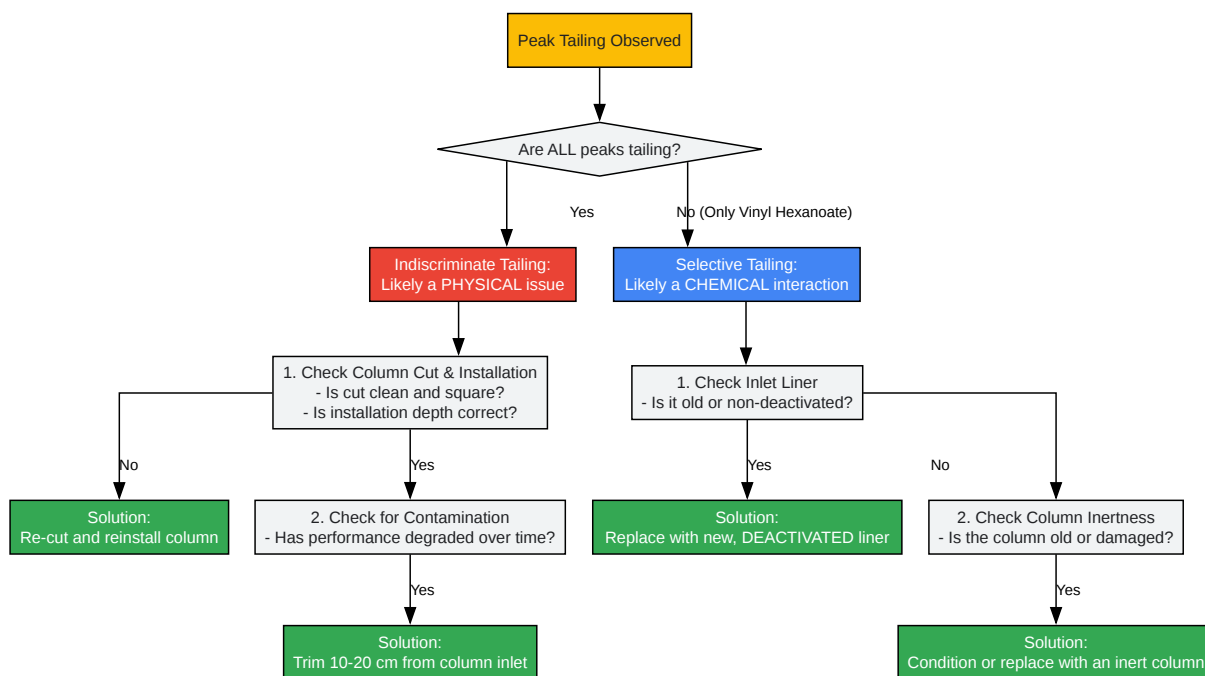 Peak Tailing Observed
Are ALL peaks tailing?
Yes
No (Only Vinyl Hexanoate)
Indiscriminate Tailing:
Likely a PHYSICAL issue
Selective Tailing:
Likely a CHEMICAL interaction
1. Check Column Cut & Installation
- Is cut clean and square?
- Is installation depth correct?
1. Check Inlet Liner
- Is it old or non-deactivated?
No
Yes
Yes
No
Solution:
Re-cut and reinstall column
2. Check for Contamination
- Has performance degraded over time?
Solution:
Replace with new, DEACTIVATED liner
2. Check Column Inertness
- Is the column old or damaged?
Yes
Yes
Solution:
Trim 10-20 cm from column inlet
Solution:
Condition or replace with an inert column